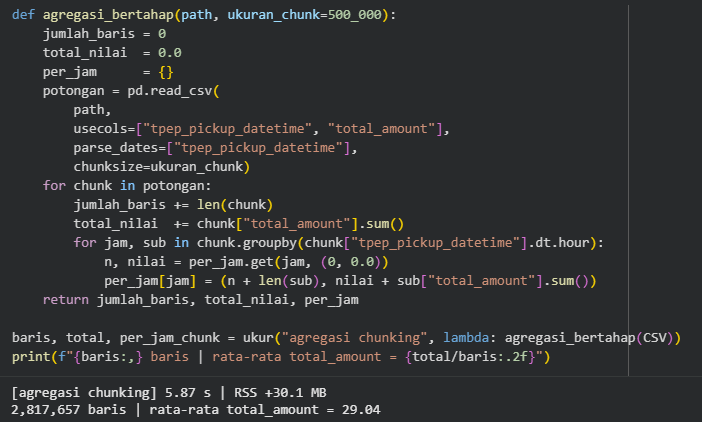 def agregasi_bertahap(path, ukuran_chunk=500_000):
    jumlah_baris = 0
    total_nilai  = 0.0
    per_jam      = {}
    potongan = pd.read_csv(
        path,
        usecols=["tpep_pickup_datetime", "total_amount"],
        parse_dates=["tpep_pickup_datetime"],
        chunksize=ukuran_chunk)
    for chunk in potongan:
        jumlah_baris += len(chunk)
        total_nilai  += chunk["total_amount"].sum()
        for jam, sub in chunk.groupby(chunk["tpep_pickup_datetime"].dt.hour):
            n, nilai = per_jam.get(jam, (0, 0.0))
            per_jam[jam] = (n + len(sub), nilai + sub["total_amount"].sum())
    return jumlah_baris, total_nilai, per_jam

baris, total, per_jam_chunk = ukur("agregasi chunking", lambda: agregasi_bertahap(CSV))
print(f"{baris:,} baris | rata-rata total_amount = {total/baris:.2f}")
[agregasi chunking] 5.87 s | RSS +30.1 MB
2,817,657 baris | rata-rata total_amount = 29.04